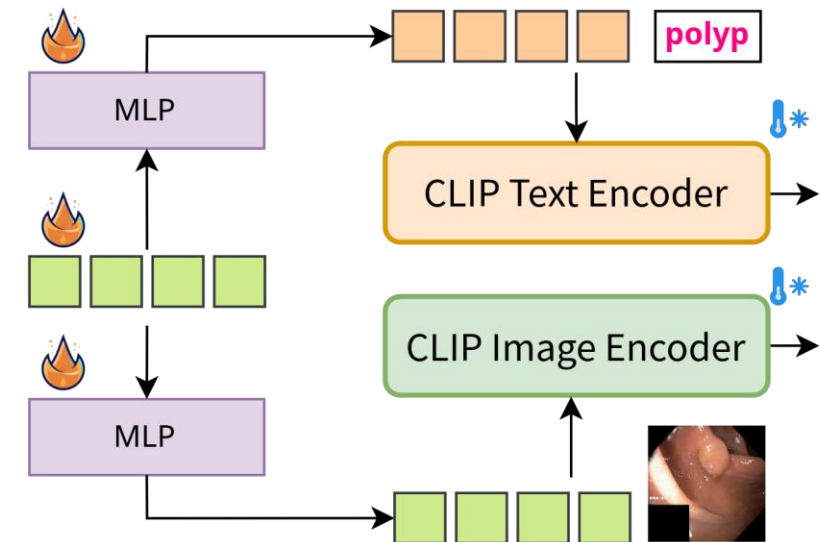 polyp
MLP
CLIP Text Encoder
CLIP Image Encoder
MLP